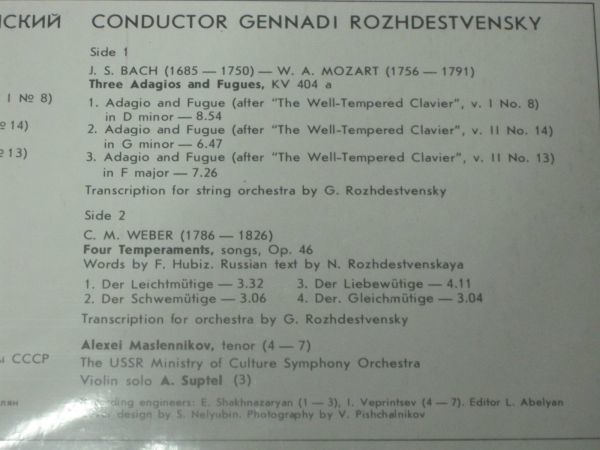 СКИЙ CONDUCTOR GENNADI ROZHDESTVENSKY
Side 1
J. S. BACH (1685 — 1750) — W. A. MOZART (1756 — 1791)
Three Adagios and Fugues, KV 404 a
I № 8) 1. Adagio and Fugue (after "The Well-Tempered Clavier", v. I No. 8)
in D minor — 8.54
№ 14) 2. Adagio and Fugue (after "The Well-Tempered Clavier", v. II No. 14)
in G minor — 6.47
№ 13) 3. Adagio and Fugue (after "The Well-Tempered Clavier", v. II No. 13)
in F major — 7.26
Transcription for string orchestra by G. Rozhdestvensky
Side 2
C. M. WEBER (1786 — 1826)
Four Temperaments, songs, Op. 46
Words by F. Hubiz. Russian text by N. Rozhdestvenskaya
1. Der Leichtmütige — 3.32 3. Der Liebewütige — 4.11
2. Der Schwemütige — 3.06 4. Der. Gleichmütige — 3.04
Transcription for orchestra by G. Rozhdestvensky
Alexei Maslennikov, tenor (4 — 7)
СССР The USSR Ministry of Culture Symphony Orchestra
Violin solo A. Suptel (3)
лян engineers: E. Shakhnazaryan (1 — 3), I. Veprintsev (4 — 7). Editor L. Abelyan
design by S. Nelyubin. Photography by V. Pishchalnikov